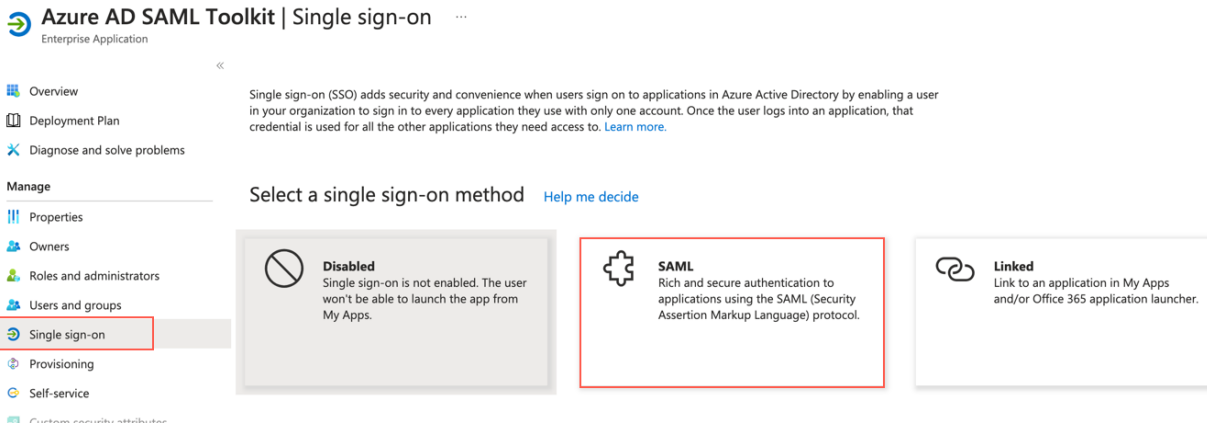 Azure AD SAML Toolkit | Single sign-on ...
Enterprise Application
«
Overview
Deployment Plan
Diagnose and solve problems
Manage
Properties
Owners
Roles and administrators
Users and groups
Single sign-on
Provisioning
Self-service
Custom security attributes
Single sign-on (SSO) adds security and convenience when users sign on to applications in Azure Active Directory by enabling a user
in your organization to sign in to every application they use with only one account. Once the user logs into an application, that
credential is used for all the other applications they need access to. Learn more.
Select a single sign-on method Help me decide
Disabled
Single sign-on is not enabled. The user
won't be able to launch the app from
My Apps.
SAML
Rich and secure authentication to
applications using the SAML (Security
Assertion Markup Language) protocol.
Linked
Link to an application in My Apps
and/or Office 365 application launcher.